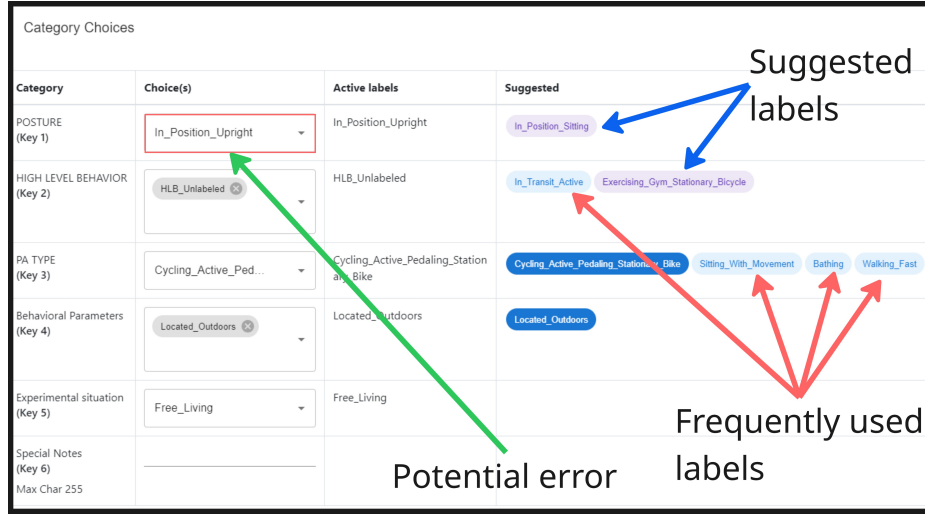 Category Choices
Suggested
labels
Category Choice(s) Active labels Suggested
POSTURE
(Key 1)
In_Position_Upright
In_Position_Upright
In_Position_Sitting
HIGH LEVEL BEHAVIOR
(Key 2)
HLB_Unlabeled
HLB_Unlabeled
In_Transit_Active Exercising_Gym_Stationary_Bicycle
PA TYPE
(Key 3)
Cycling_Active_Ped...
Cycling_Active_Pedaling_Station
ary_Bike
Cycling_Active_Pedaling_Stationary_Bike Sitting_With_Movement Bathing Walking_Fast
Behavioral Parameters
(Key 4)
Located_Outdoors
Located_Outdoors
Located_Outdoors
Experimental situation
(Key 5)
Free_Living
Free_Living
Special Notes
(Key 6)
Max Char 255
Potential error
Frequently used
labels